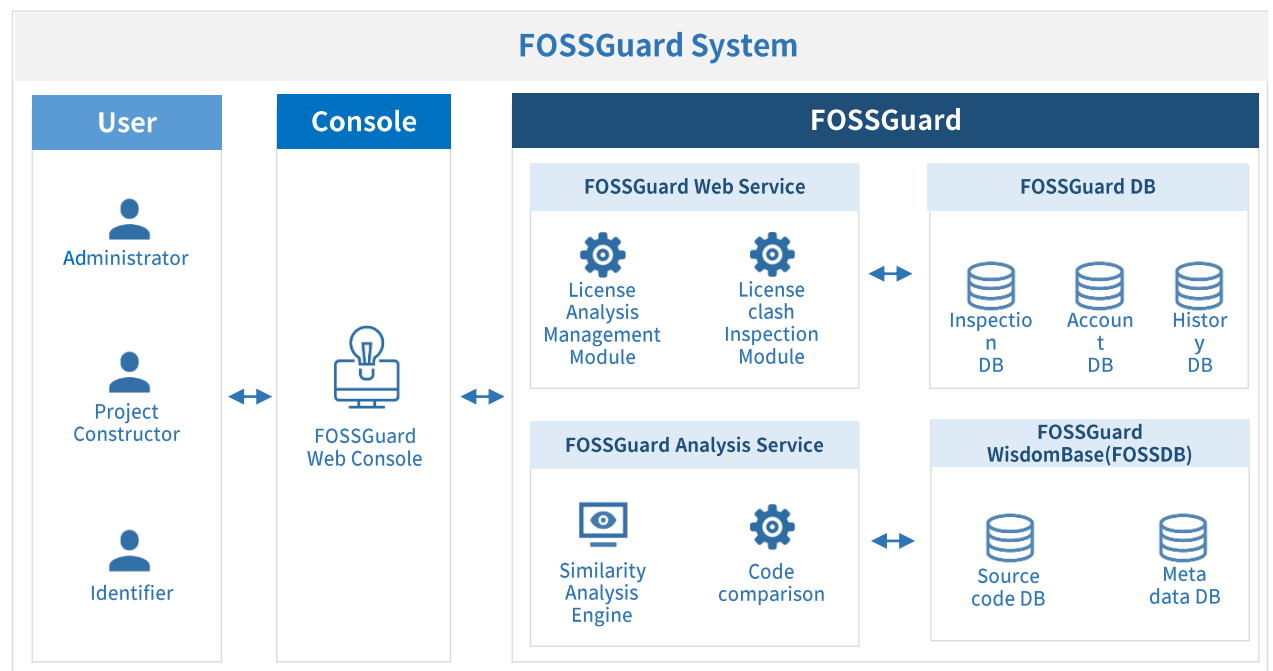 FOSSGuard System
User
Administrator
Project
Constructor
Identifier
Console
FOSSGuard
Web Console
FOSSGuard
FOSSGuard Web Service
License
Analysis
Management
Module
License
clash
Inspection
Module
FOSSGuard DB
Inspectio
n
DB
Accoun
t
DB
Histor
y
DB
FOSSGuard Analysis Service
Similarity
Analysis
Engine
Code
comparison
FOSSGuard
WisdomBase(FOSSDB)
Source
code DB
Meta
data DB